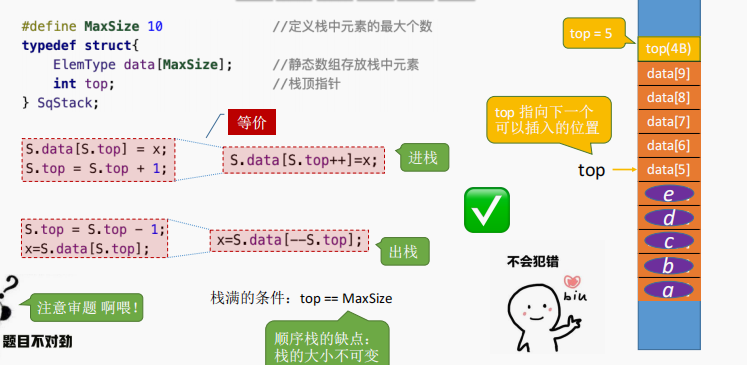 #define MaxSize 10 //定义栈中元素的最大个数
typedef struct{
ElemType data[MaxSize]; //静态数组存放栈中元素
int top; //栈顶指针
} SqStack;
等价
S.data[S.top] = x;
S.top = S.top + 1;
S.data[S.top++]=x;
进栈
S.top = S.top - 1;
x=S.data[S.top];
x=S.data[--S.top];
出栈
注意审题 啊喂！
题目不对劲
栈满的条件：top == MaxSize
顺序栈的缺点：
栈的大小不可变
不会犯错
biu
top = 5
top 指向下一个
可以插入的位置
top
top(4B)
data[9]
data[8]
data[7]
data[6]
data[5]
e
d
c
b
a